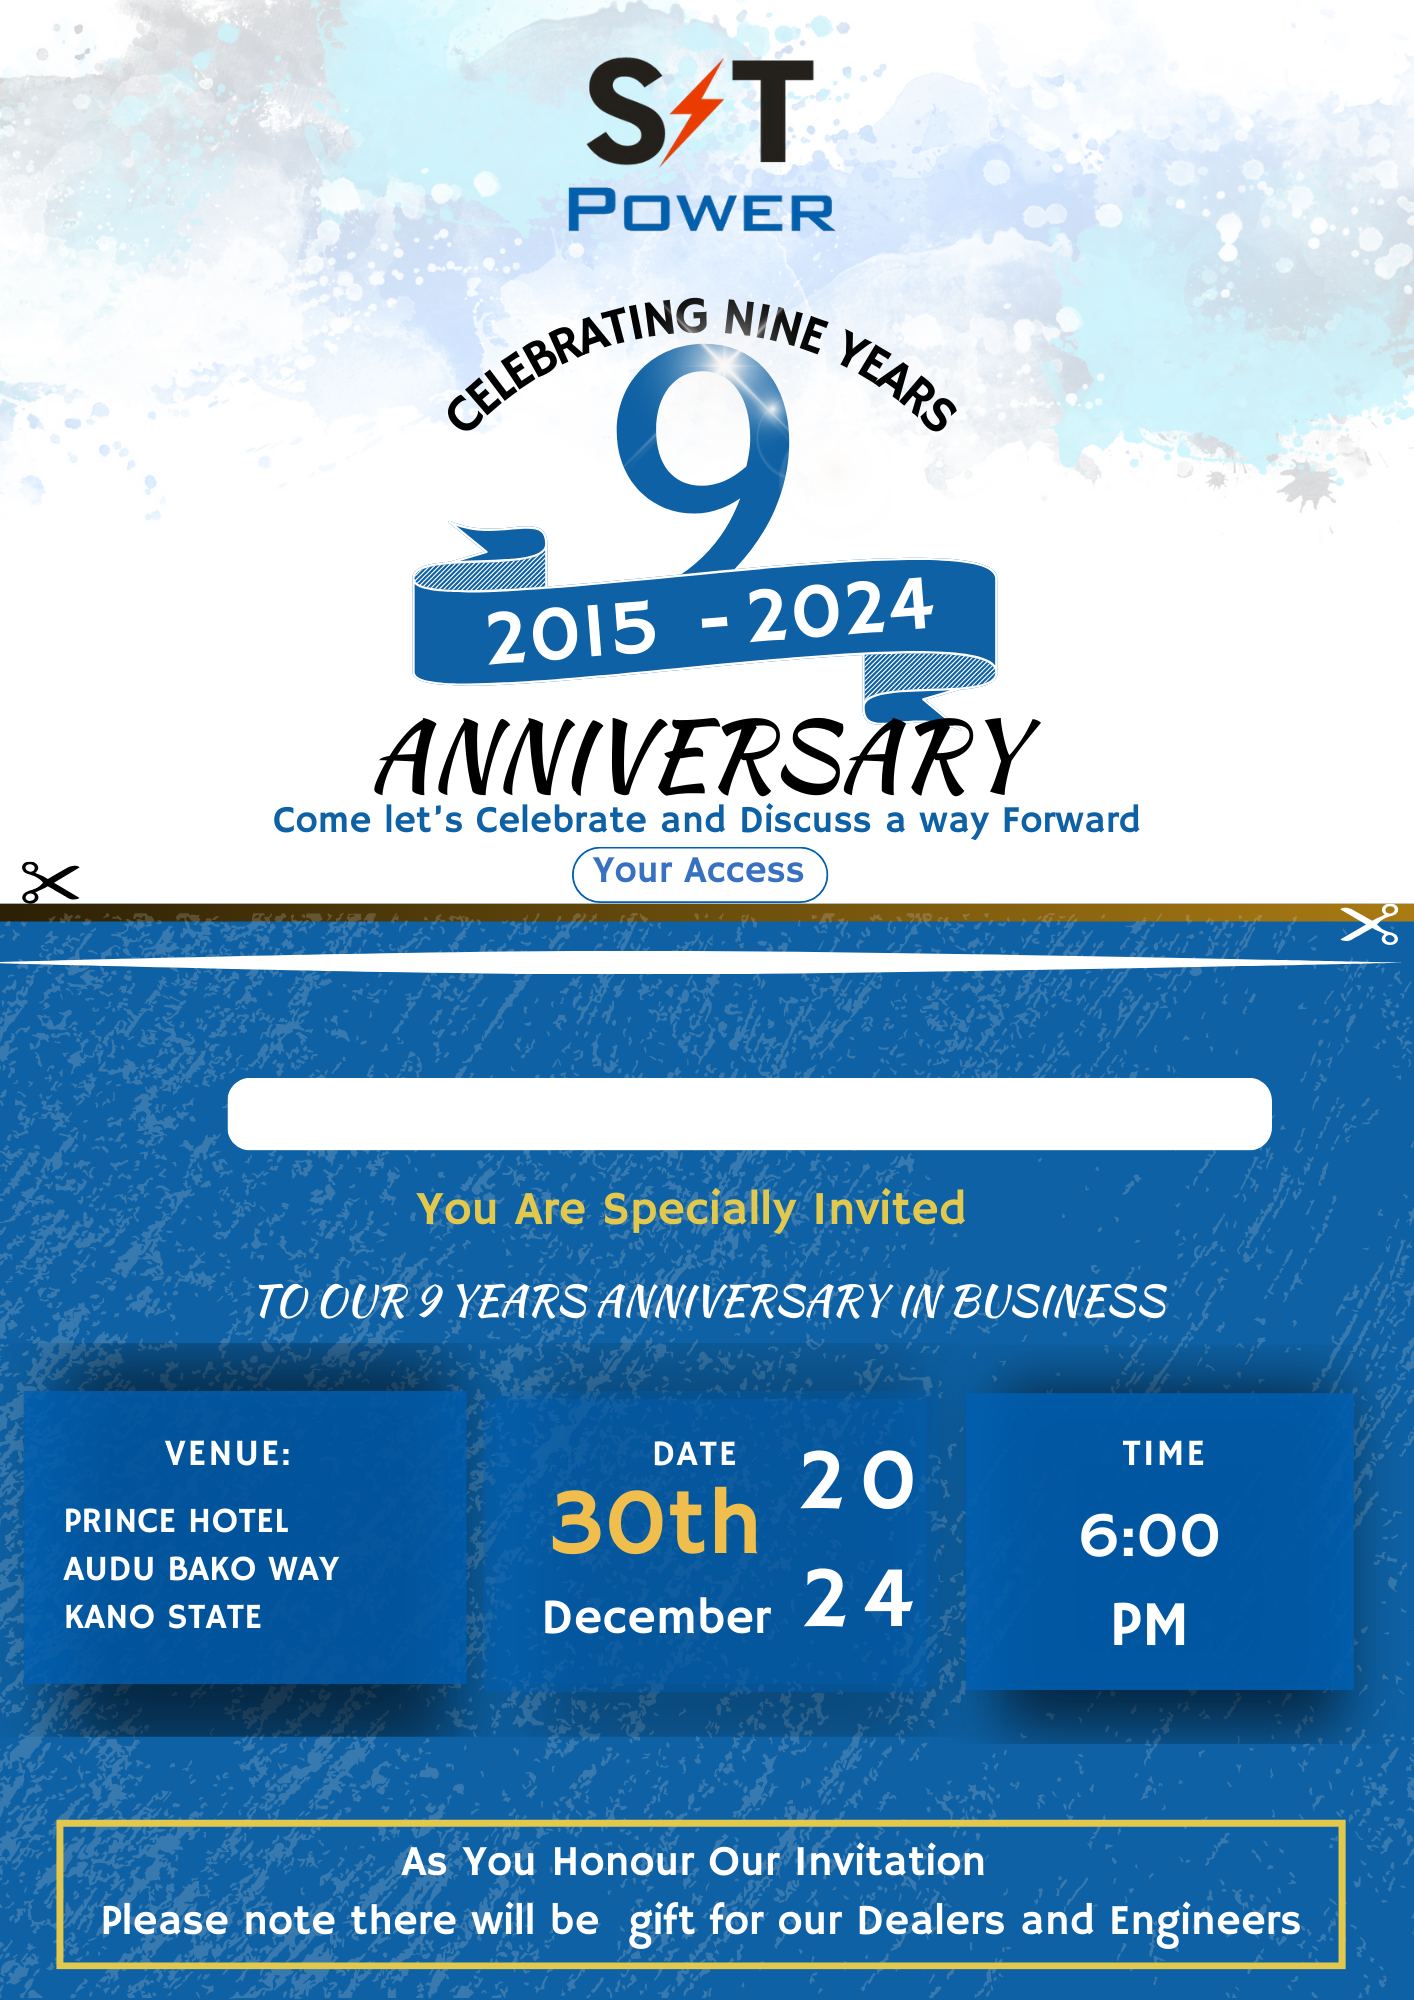 S T
POWER
CELEBRATING NINE YEARS
9
2015 - 2024
ANNIVERSARY
Come let's Celebrate and Discuss a way Forward
Your Access
You Are Specially Invited
TO OUR 9 YEARS ANNIVERSARY IN BUSINESS
VENUE:
PRINCE HOTEL
AUDU BAKO WAY
KANO STATE
DATE
30th
December
20
24
TIME
6:00
PM
As You Honour Our Invitation
Please note there will be gift for our Dealers and Engineers